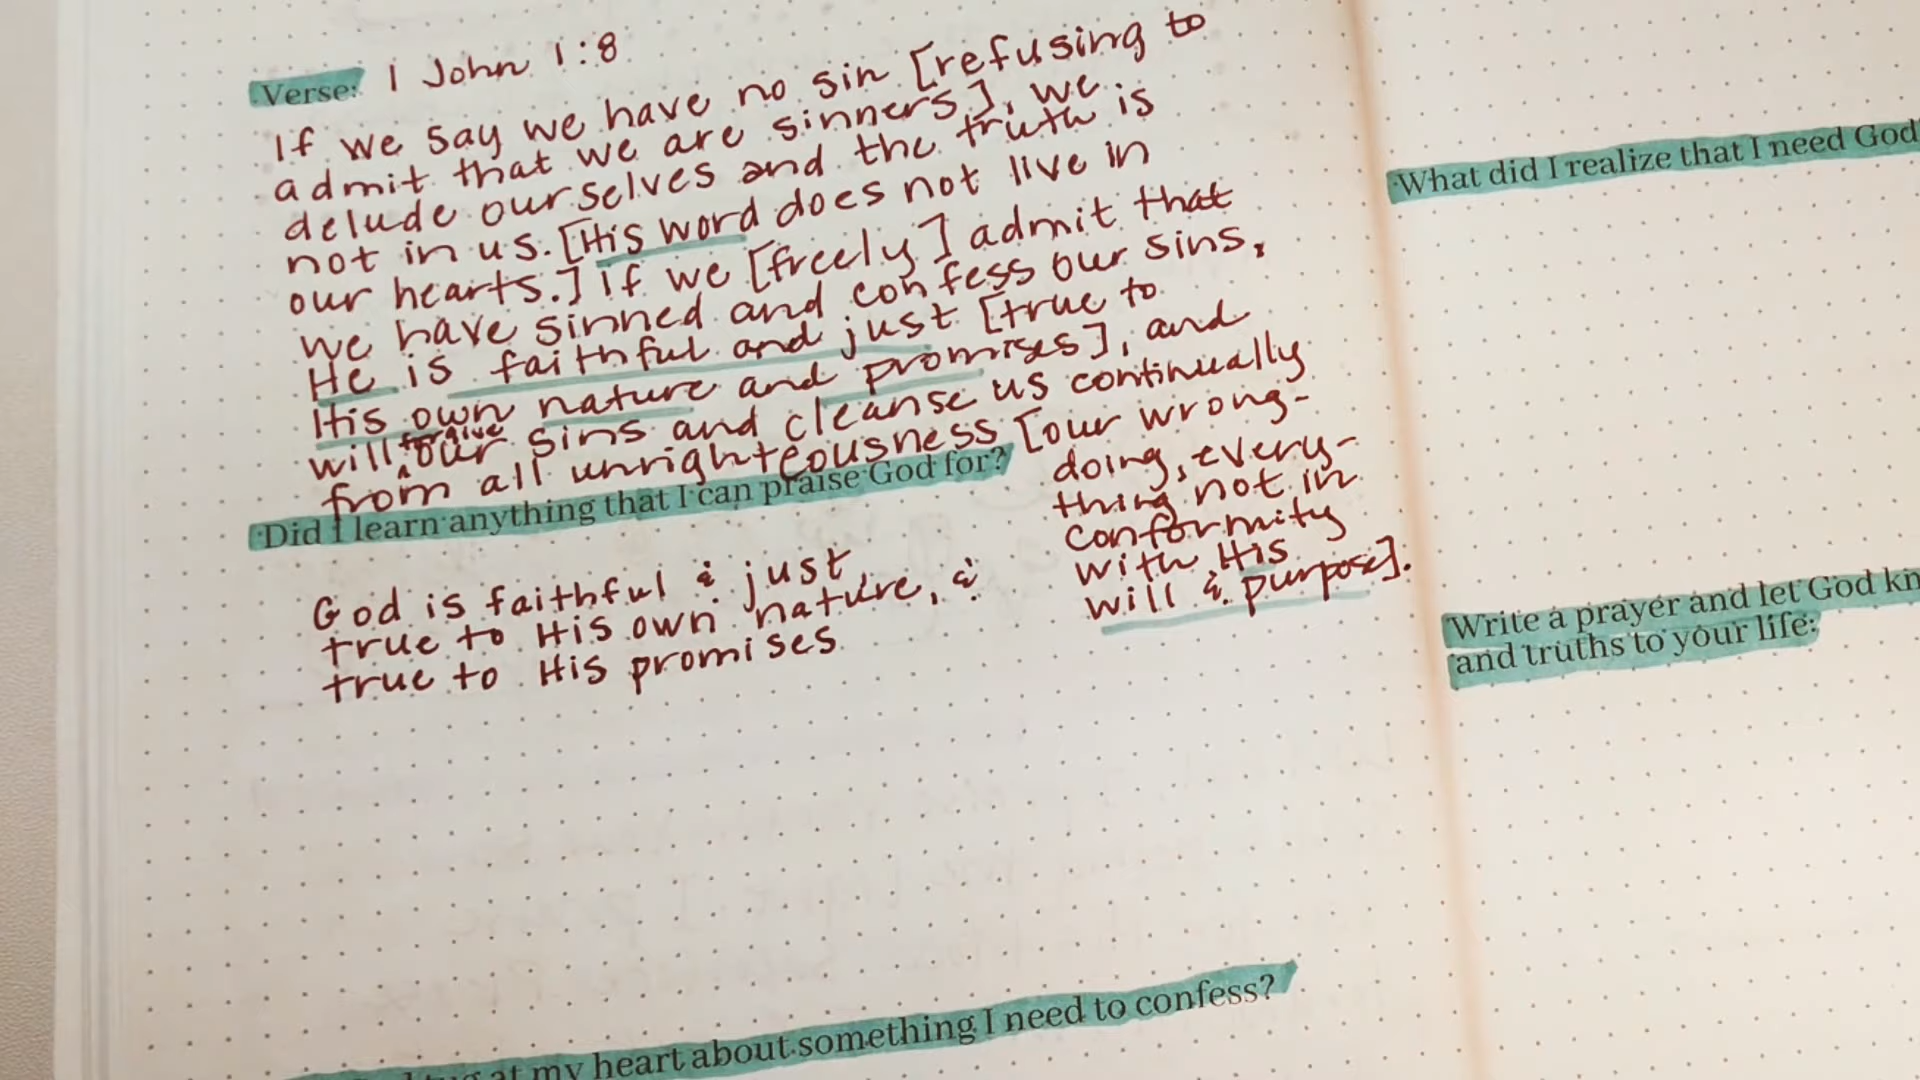 Verse: 1 John 1:8
If we say we have no sin [refusing to
admit that we are sinners], we
delude ourselves and the truth is
not in us. [His word does not live in
our hearts.] If we [freely] admit that
we have sinned and confess our sins,
He is faithful and just [true to
His own nature and promises], and
will forgive our sins and cleanse us continually
from all unrighteousness [our wrong-
doing, every-
thing not in
conformity
with His
will & purpose].
Did I learn anything that I can praise God for?
God is faithful & just
true to His own nature, &
true to His promises
at my heart about something I need to confess?
What did I realize that I need God
Write a prayer and let God kn
and truths to your life: